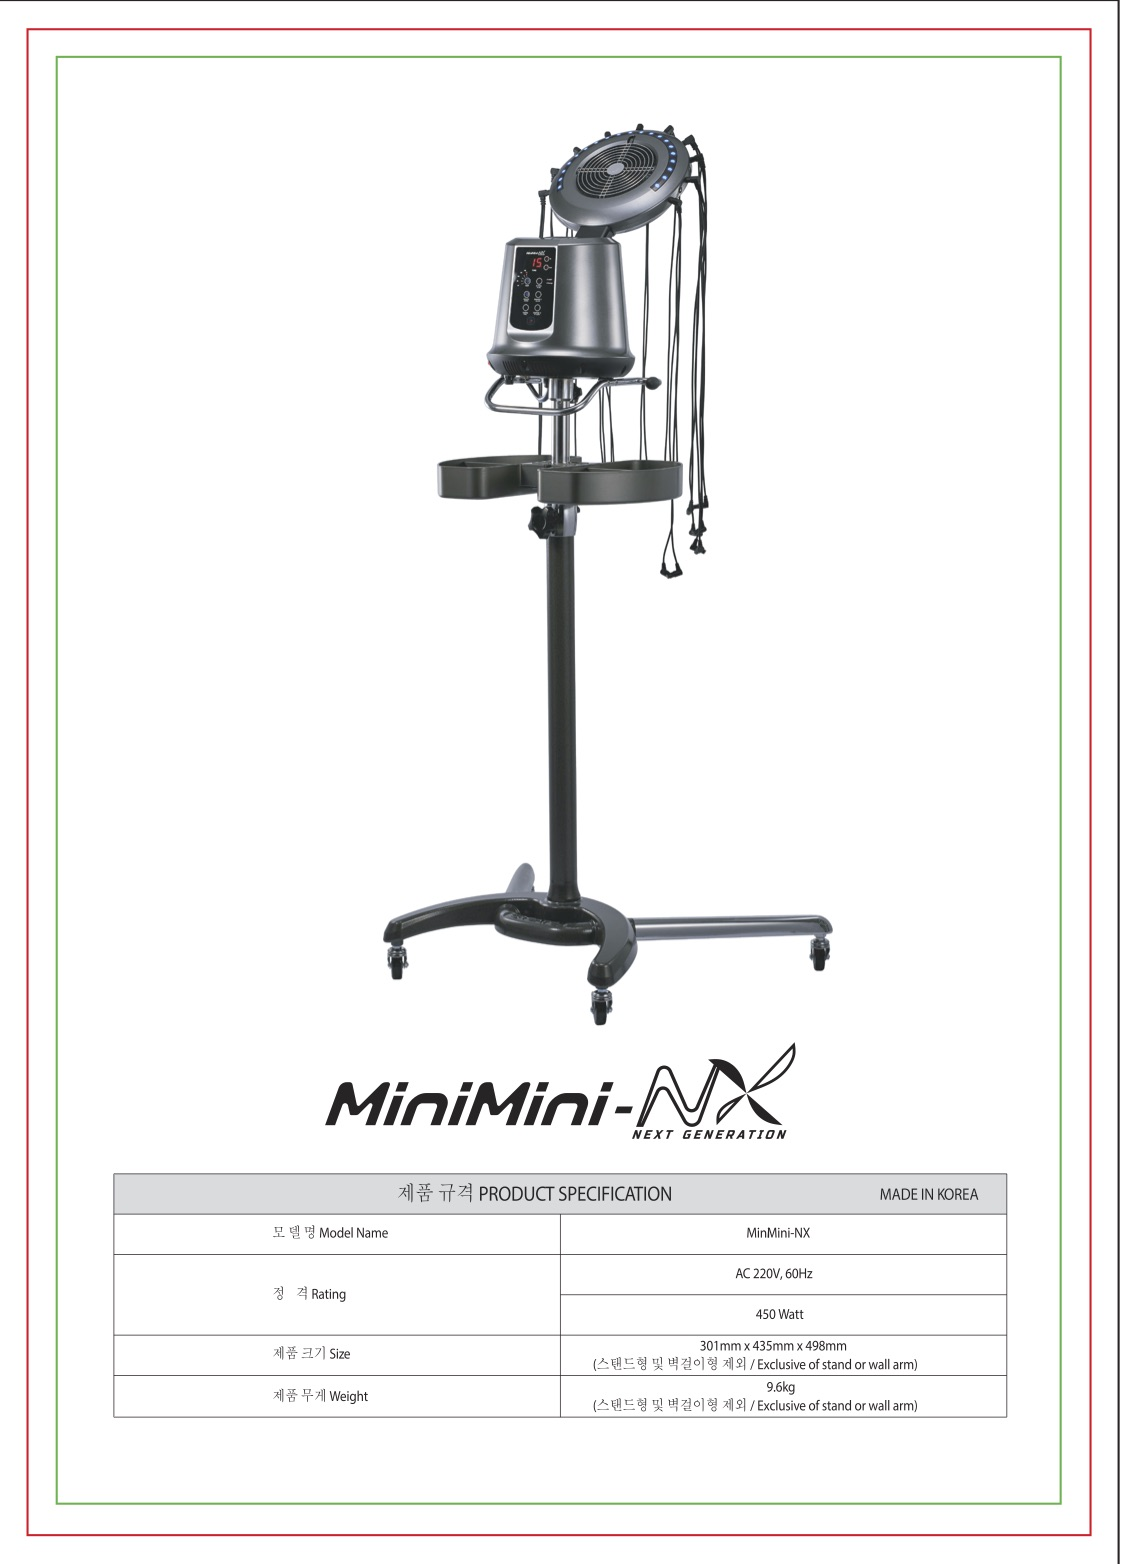 15
MiniMini-NX
NEXT GENERATION
제품 규격 PRODUCT SPECIFICATION MADE IN KOREA
모 델 명 Model Name MinMini-NX
정 격 Rating AC 220V, 60Hz
450 Watt
제품 크기 Size 301mm x 435mm x 498mm
(스탠드형 및 벽걸이형 제외 / Exclusive of stand or wall arm)
제품 무게 Weight 9.6kg
(스탠드형 및 벽걸이형 제외 / Exclusive of stand or wall arm)